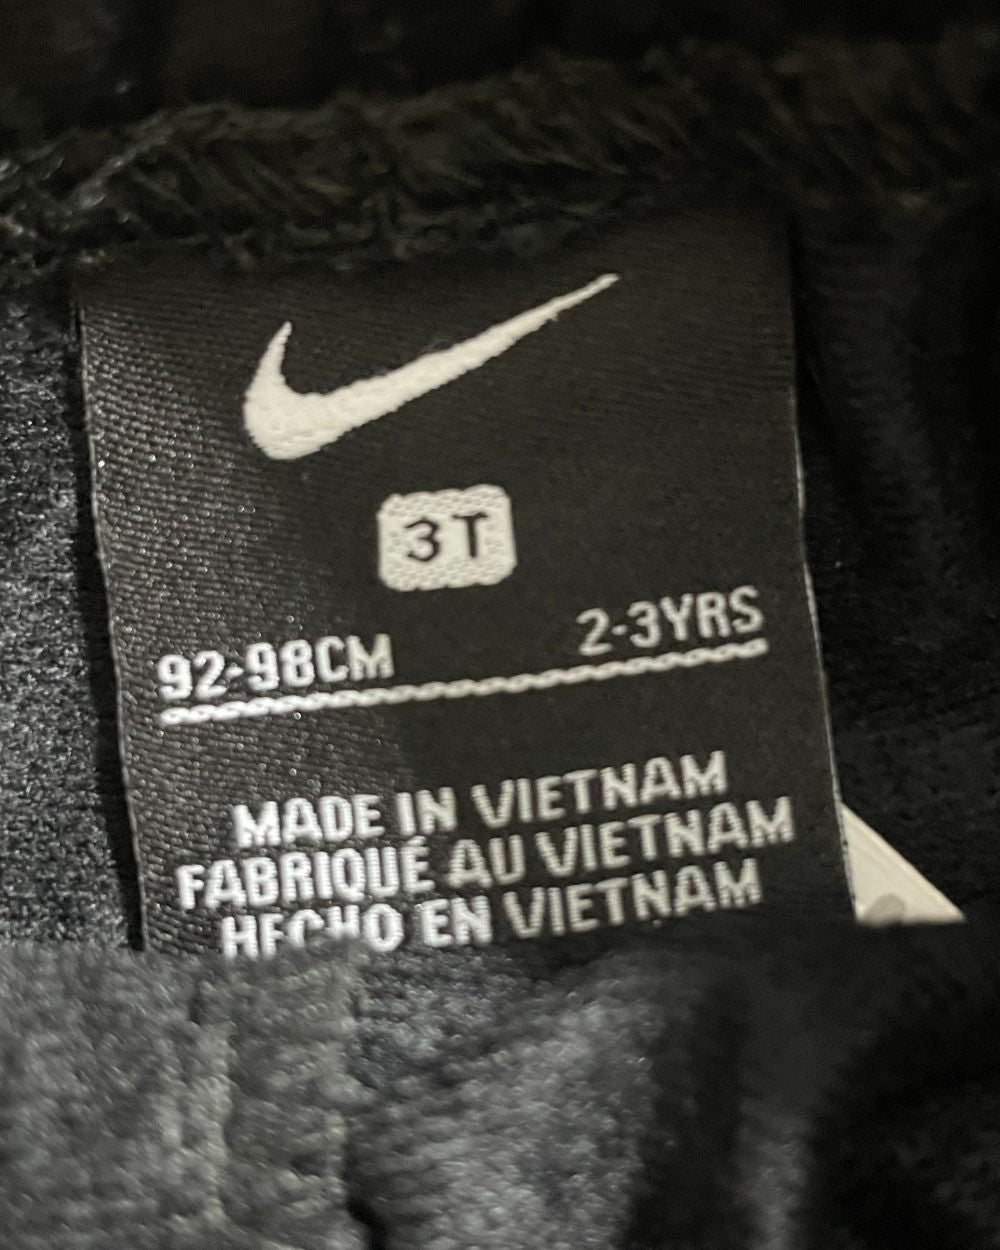 3T
92-98CM 2-3YRS
MADE IN VIETNAM
FABRIQUÉ AU VIETNAM
HECHO EN VIETNAM